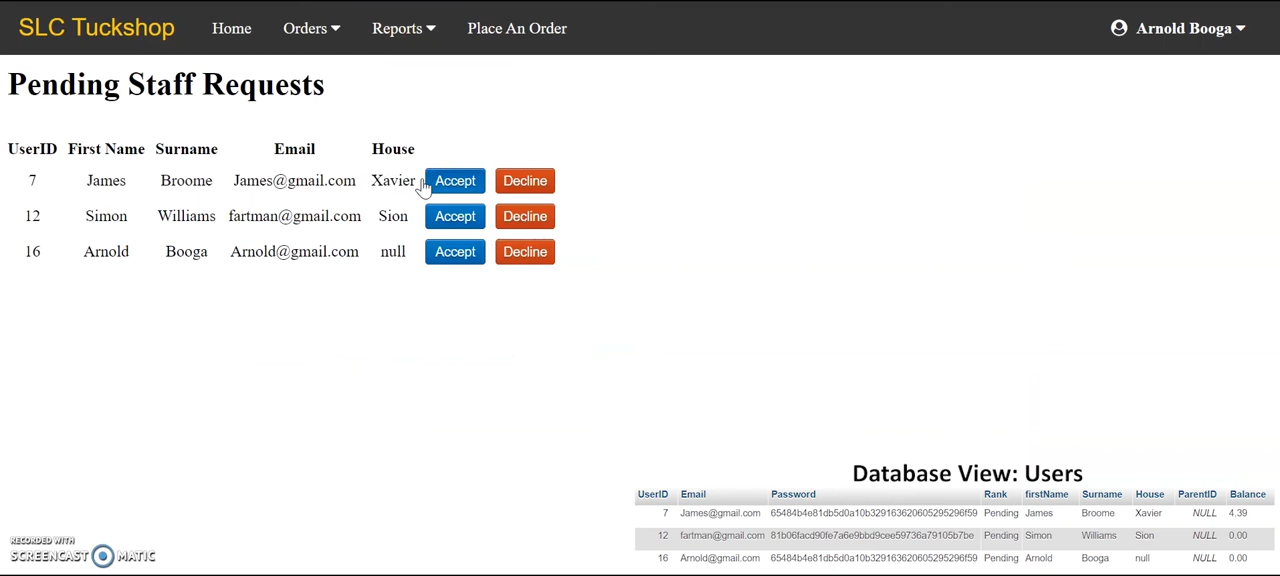 SLC Tuckshop Home Orders Reports Place An Order Arnold Booga
Pending Staff Requests
UserID First Name Surname Email House
7 James Broome James@gmail.com Xavier Accept Decline
12 Simon Williams fartman@gmail.com Sion Accept Decline
16 Arnold Booga Arnold@gmail.com null Accept Decline
Database View: Users
UserID Email Password Rank firstName Surname House ParentID Balance
7 James@gmail.com 65484b4e81db5d0a10b329163620605295296f59 Pending James Broome Xavier NULL 4.39
12 fartman@gmail.com 81b06facd90fe7a6e9bbd9cee59736a79105b7be Pending Simon Williams Sion NULL 0.00
16 Arnold@gmail.com 65484b4e81db5d0a10b329163620605295296f59 Pending Arnold Booga null NULL 0.00
RECORDED WITH
SCREENCAST MATIC